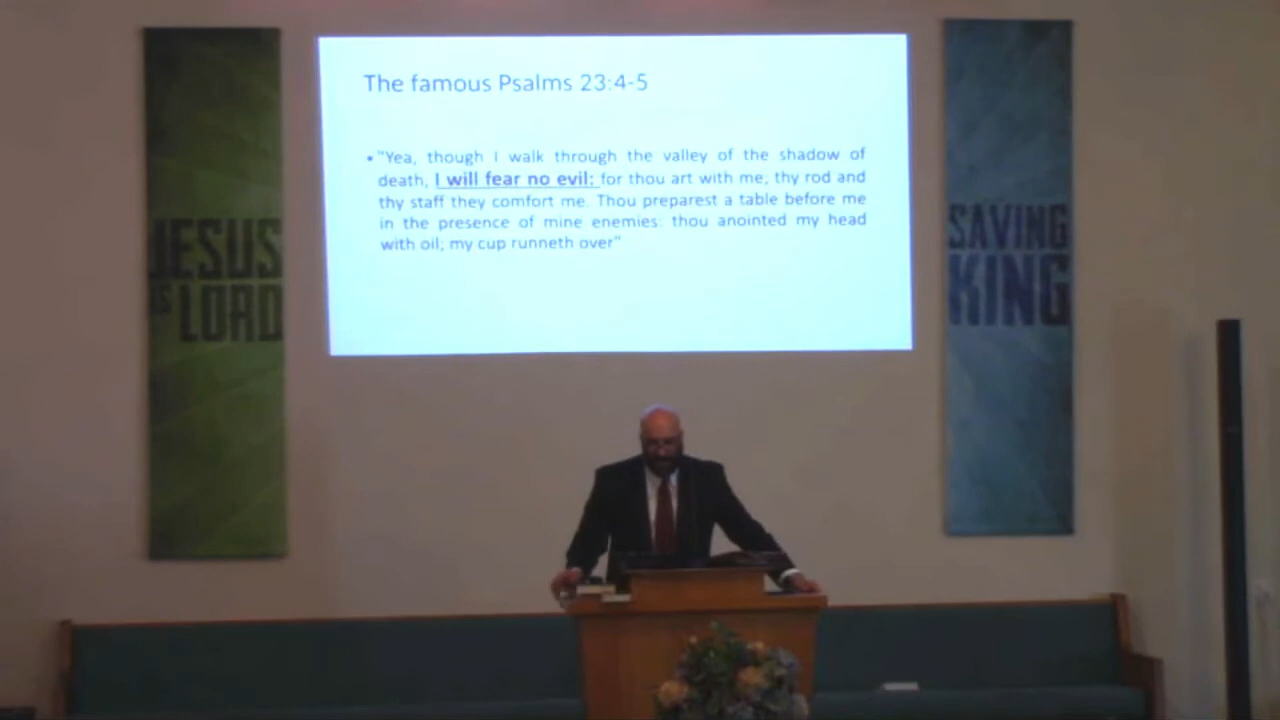 The famous Psalms 23:4-5
• "Yea, though I walk through the valley of the shadow of
death, I will fear no evil: for thou art with me; thy rod and
thy staff they comfort me. Thou preparest a table before me
in the presence of mine enemies: thou anointed my head
with oil; my cup runneth over"
JESUS
IS LORD
SAVING
KING